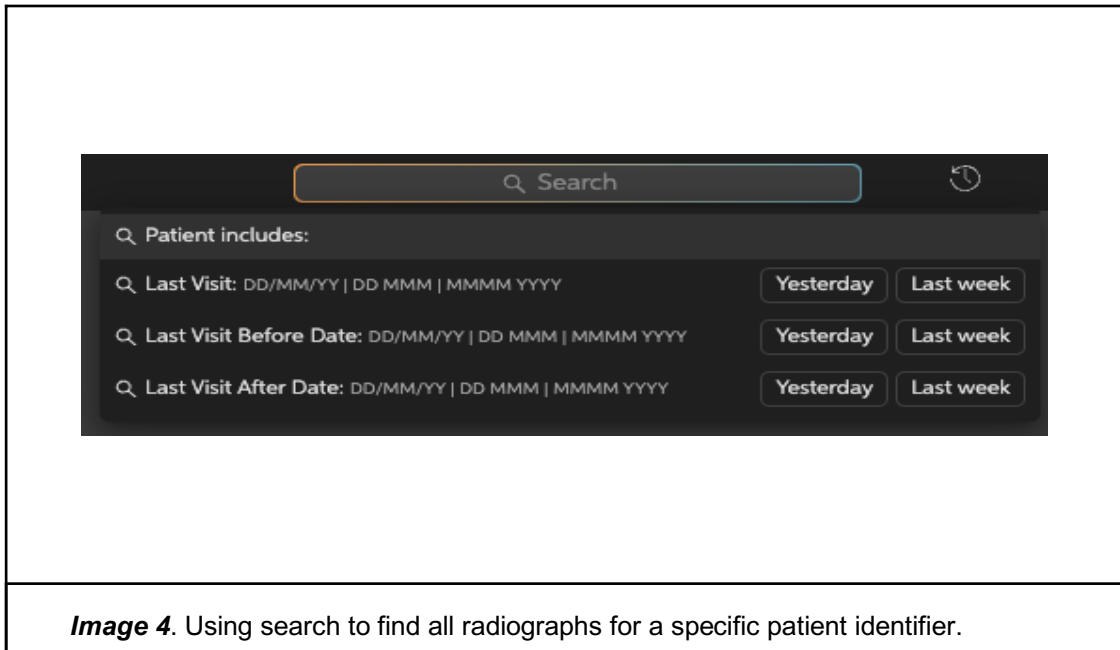 Search
Patient includes:
Last Visit: DD/MM/YY | DD MMM | MMMM YYYY Yesterday Last week
Last Visit Before Date: DD/MM/YY | DD MMM | MMMM YYYY Yesterday Last week
Last Visit After Date: DD/MM/YY | DD MMM | MMMM YYYY Yesterday Last week
Image 4. Using search to find all radiographs for a specific patient identifier.